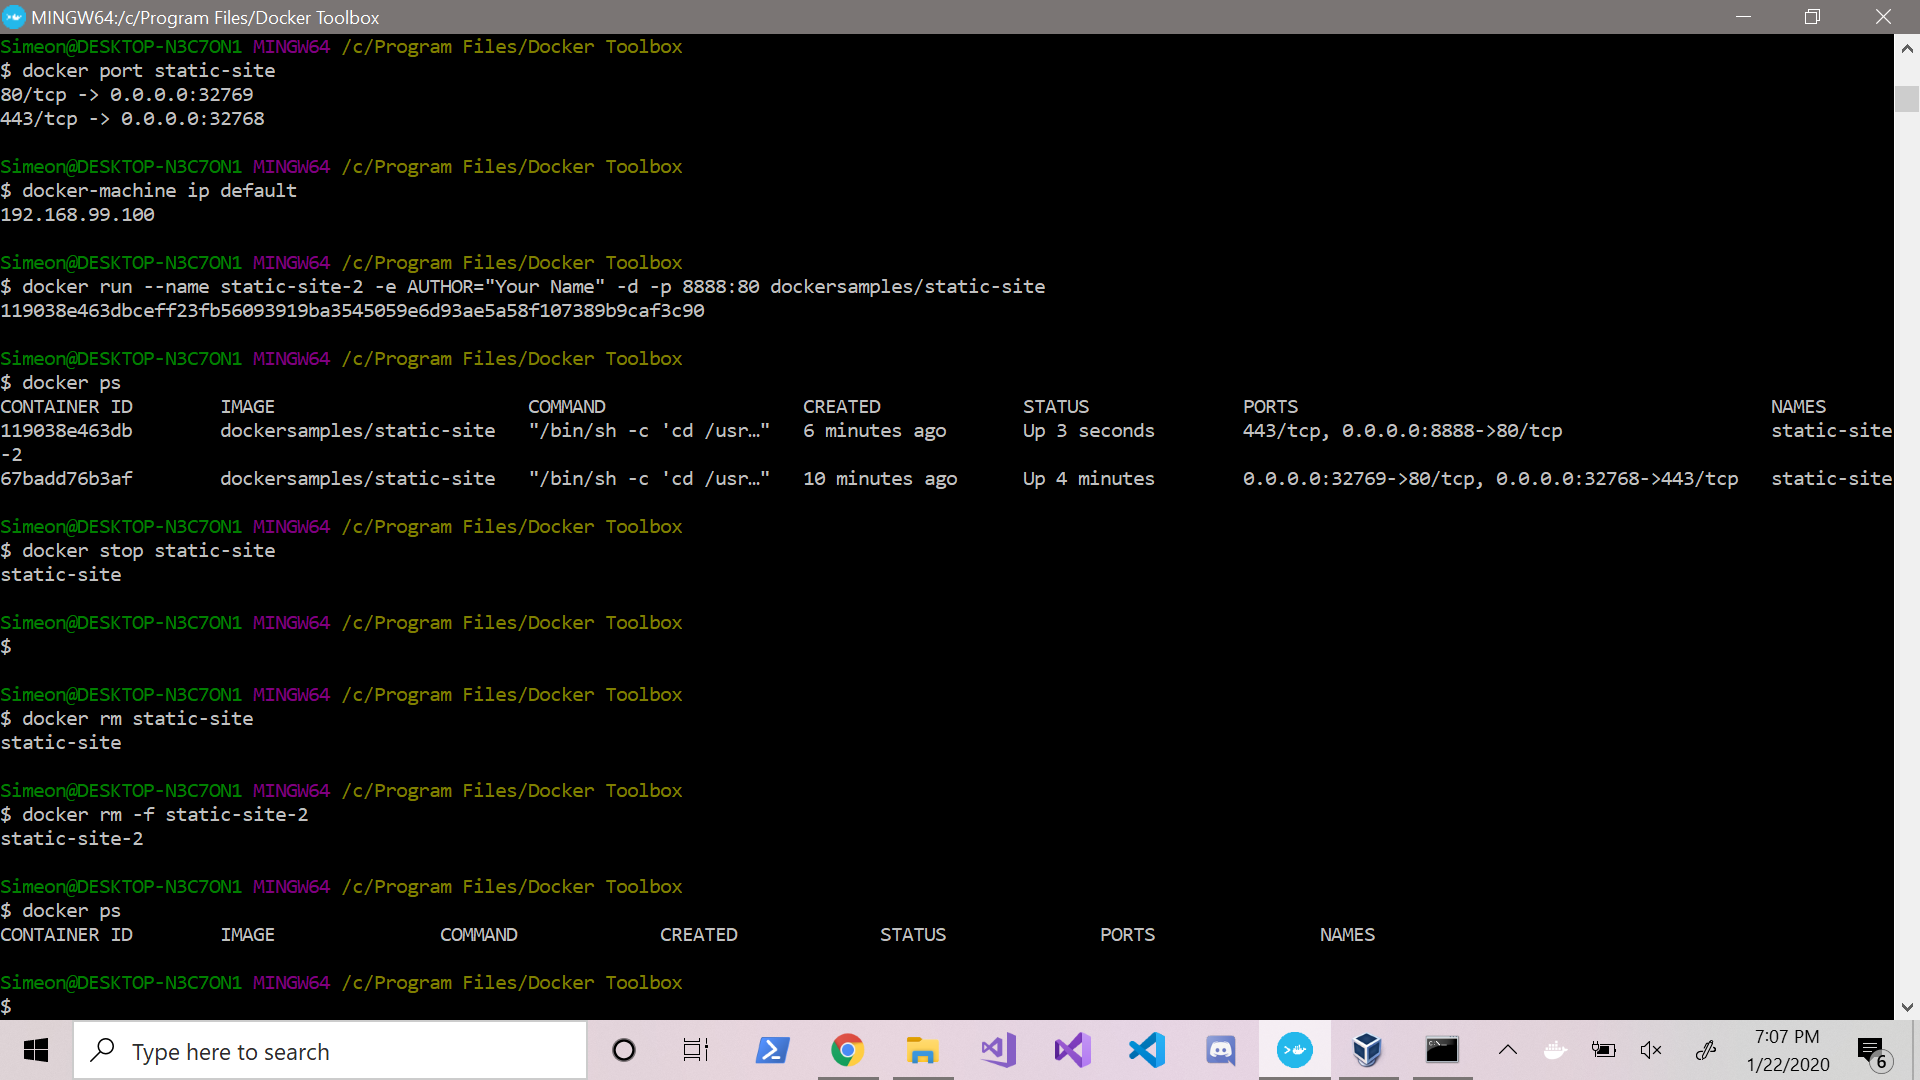 MINGW64:/c/Program Files/Docker Toolbox
Simeon@DESKTOP-N3C7ON1 MINGW64 /c/Program Files/Docker Toolbox
$ docker port static-site
80/tcp -> 0.0.0.0:32769
443/tcp -> 0.0.0.0:32768
Simeon@DESKTOP-N3C7ON1 MINGW64 /c/Program Files/Docker Toolbox
$ docker-machine ip default
192.168.99.100
Simeon@DESKTOP-N3C7ON1 MINGW64 /c/Program Files/Docker Toolbox
$ docker run --name static-site-2 -e AUTHOR="Your Name" -d -p 8888:80 dockersamples/static-site
119038e463dbceff23fb56093919ba3545059e6d93ae5a58f107389b9caf3c90
Simeon@DESKTOP-N3C7ON1 MINGW64 /c/Program Files/Docker Toolbox
$ docker ps
CONTAINER ID IMAGE COMMAND CREATED STATUS PORTS NAMES
119038e463db dockersamples/static-site "/bin/sh -c 'cd /usr…" 6 minutes ago Up 3 seconds 443/tcp, 0.0.0.0:8888->80/tcp static-site
-2
67badd76b3af dockersamples/static-site "/bin/sh -c 'cd /usr…" 10 minutes ago Up 4 minutes 0.0.0.0:32769->80/tcp, 0.0.0.0:32768->443/tcp static-site
Simeon@DESKTOP-N3C7ON1 MINGW64 /c/Program Files/Docker Toolbox
$ docker stop static-site
static-site
Simeon@DESKTOP-N3C7ON1 MINGW64 /c/Program Files/Docker Toolbox
$
Simeon@DESKTOP-N3C7ON1 MINGW64 /c/Program Files/Docker Toolbox
$ docker rm static-site
static-site
Simeon@DESKTOP-N3C7ON1 MINGW64 /c/Program Files/Docker Toolbox
$ docker rm -f static-site-2
static-site-2
Simeon@DESKTOP-N3C7ON1 MINGW64 /c/Program Files/Docker Toolbox
$ docker ps
CONTAINER ID IMAGE COMMAND CREATED STATUS PORTS NAMES
Simeon@DESKTOP-N3C7ON1 MINGW64 /c/Program Files/Docker Toolbox
$
Type here to search
7:07 PM
1/22/2020
6